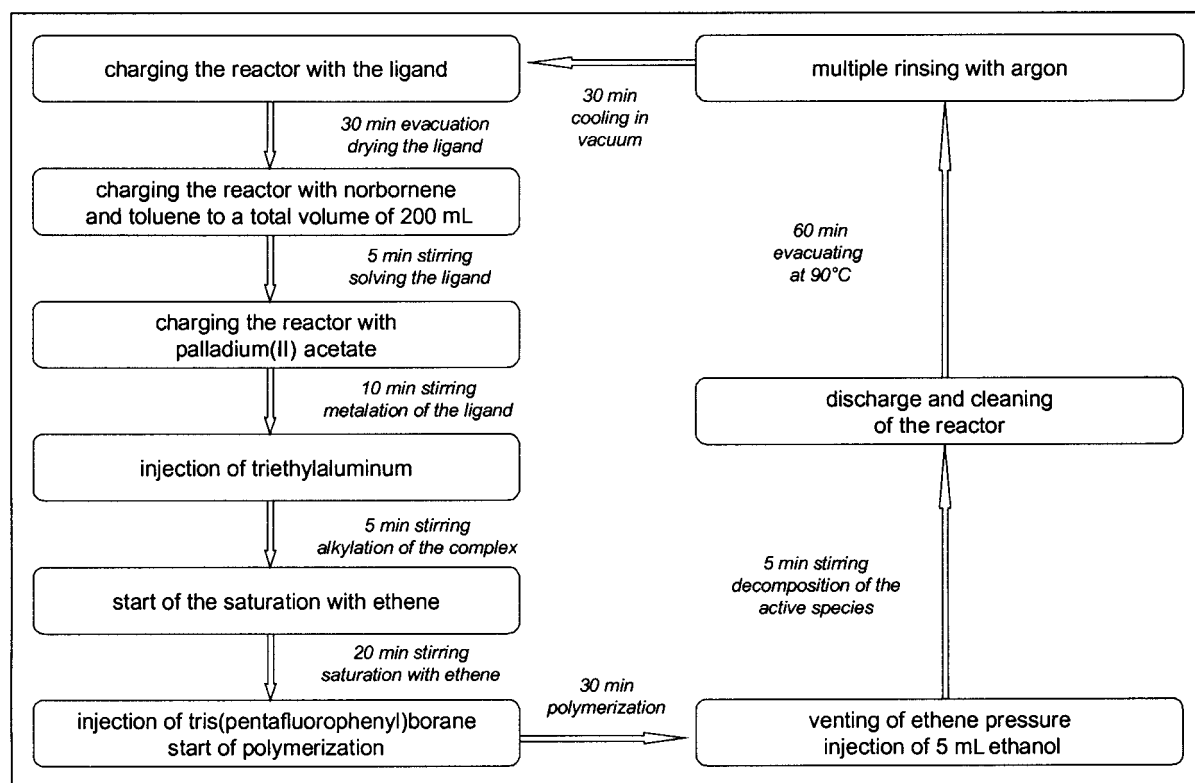 charging the reactor with the ligand
30 min evacuation
drying the ligand
charging the reactor with norbornene
and toluene to a total volume of 200 mL
5 min stirring
solving the ligand
charging the reactor with
palladium(II) acetate
10 min stirring
metalation of the ligand
injection of triethylaluminum
5 min stirring
alkylation of the complex
start of the saturation with ethene
20 min stirring
saturation with ethene
injection of tris(pentafluorophenyl)borane
start of polymerization
30 min
polymerization
venting of ethene pressure
injection of 5 mL ethanol
5 min stirring
decomposition of the
active species
discharge and cleaning
of the reactor
60 min
evacuating
at 90°C
multiple rinsing with argon
30 min
cooling in
vacuum